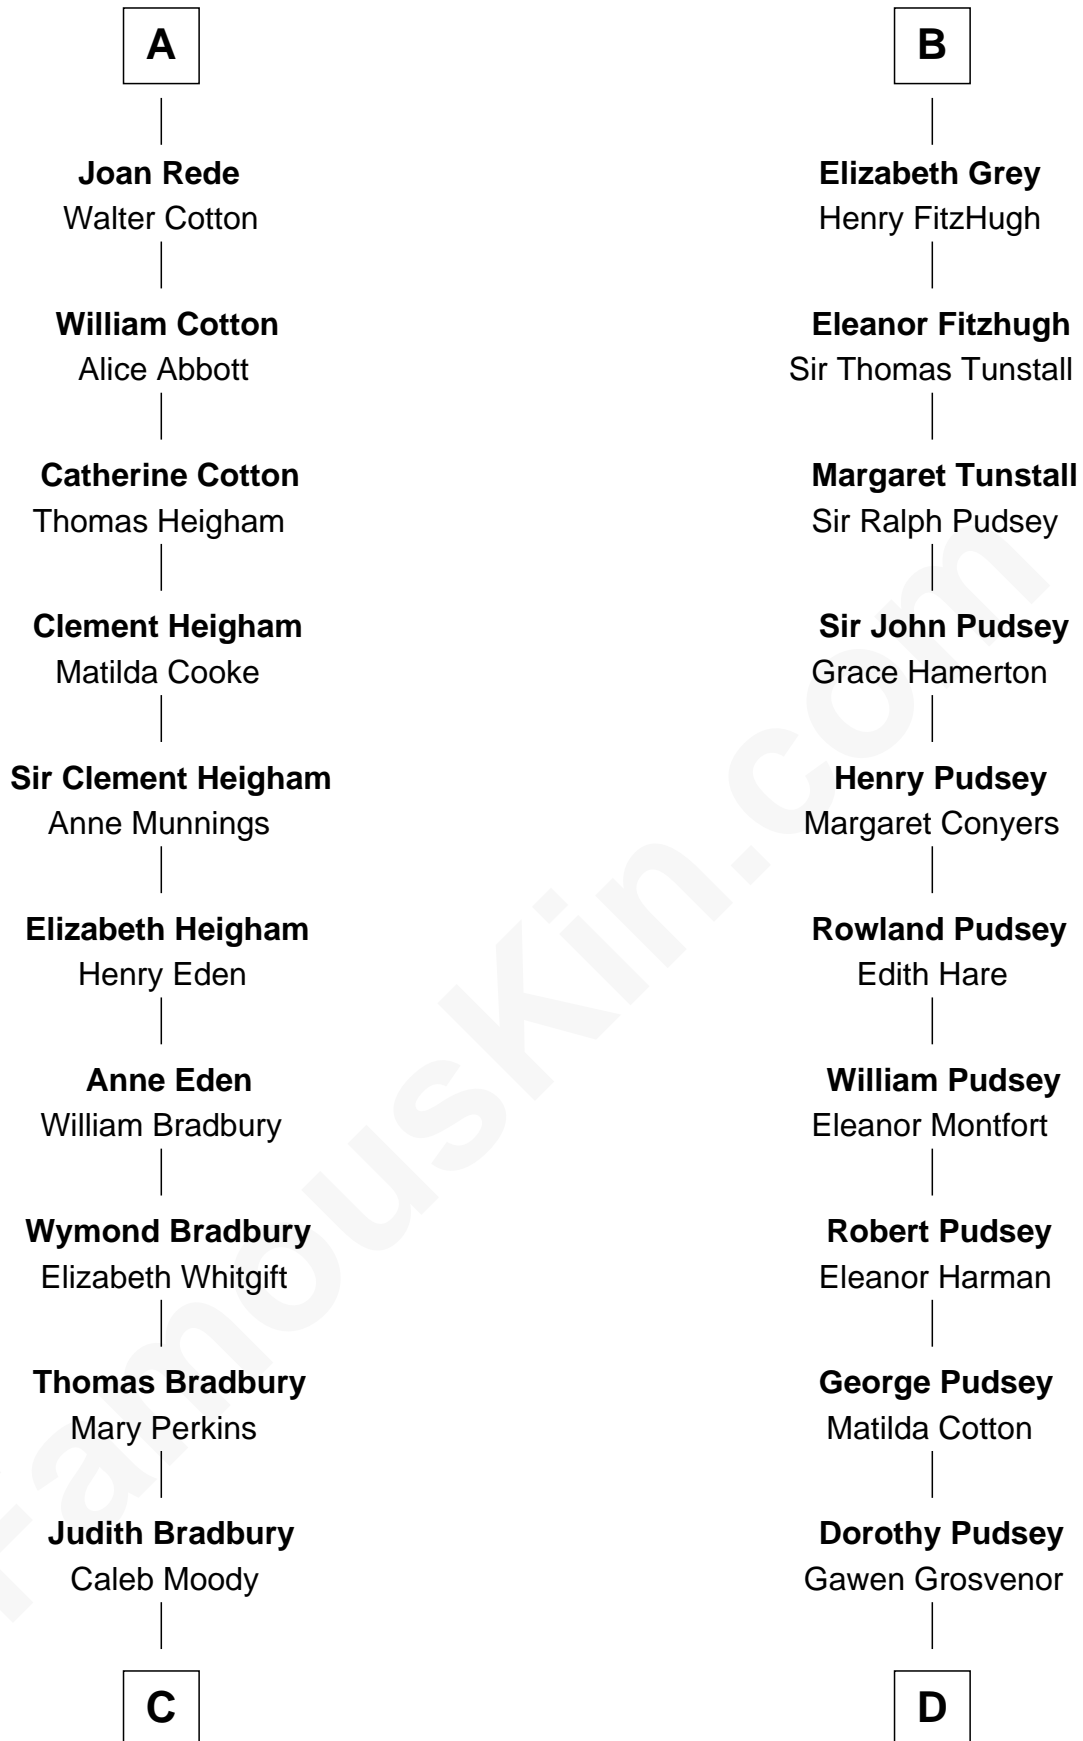 A
Joan Rede
Walter Cotton
William Cotton
Alice Abbott
Catherine Cotton
Thomas Heigham
Clement Heigham
Matilda Cooke
Sir Clement Heigham
Anne Munnings
Elizabeth Heigham
Henry Eden
Anne Eden
William Bradbury
Wymond Bradbury
Elizabeth Whitgift
Thomas Bradbury
Mary Perkins
Judith Bradbury
Caleb Moody
C
B
Elizabeth Grey
Henry FitzHugh
Eleanor Fitzhugh
Sir Thomas Tunstall
Margaret Tunstall
Sir Ralph Pudsey
Sir John Pudsey
Grace Hamerton
Henry Pudsey
Margaret Conyers
Rowland Pudsey
Edith Hare
William Pudsey
Eleanor Montfort
Robert Pudsey
Eleanor Harman
George Pudsey
Matilda Cotton
Dorothy Pudsey
Gawen Grosvenor
D
FamousKin.com